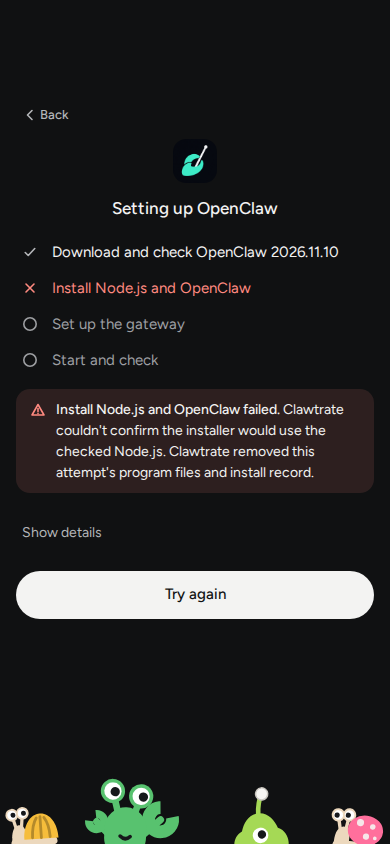 Back
Setting up OpenClaw
Download and check OpenClaw 2026.11.10
Install Node.js and OpenClaw
Set up the gateway
Start and check
Install Node.js and OpenClaw failed. Clawtrate
couldn't confirm the installer would use the
checked Node.js. Clawtrate removed this
attempt's program files and install record.
Show details
Try again